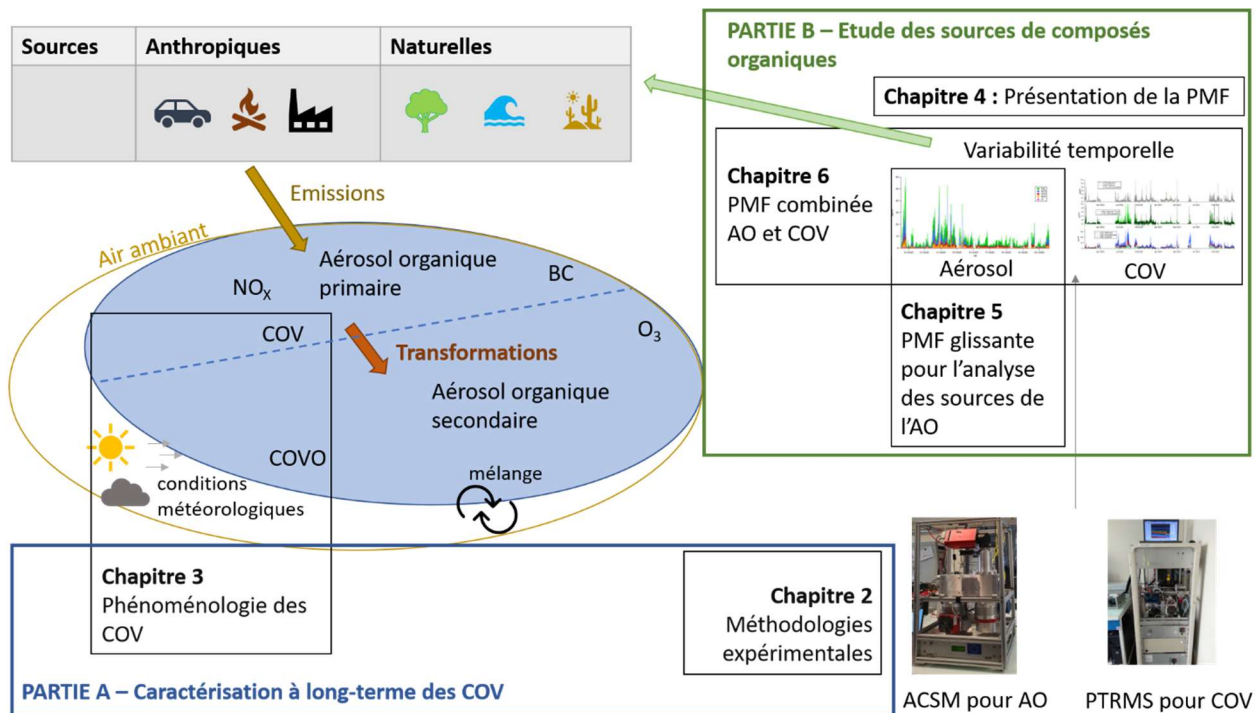 Sources
Anthropiques
Naturelles
Emissions
Air ambiant
Aérosol organique
primaire
NOX
BC
COV
O3
Transformations
Aérosol organique
secondaire
COVO
mélange
conditions
météorologiques
Chapitre 3
Phénoménologie des
COV
Chapitre 2
Méthodologies
expérimentales
PARTIE A – Caractérisation à long-terme des COV
PARTIE B – Etude des sources de composés
organiques
Chapitre 4 : Présentation de la PMF
Variabilité temporelle
Chapitre 6
PMF combinée
AO et COV
Aérosol
COV
Chapitre 5
PMF glissante
pour l’analyse
des sources de
l’AO
ACSM pour AO
PTRMS pour COV